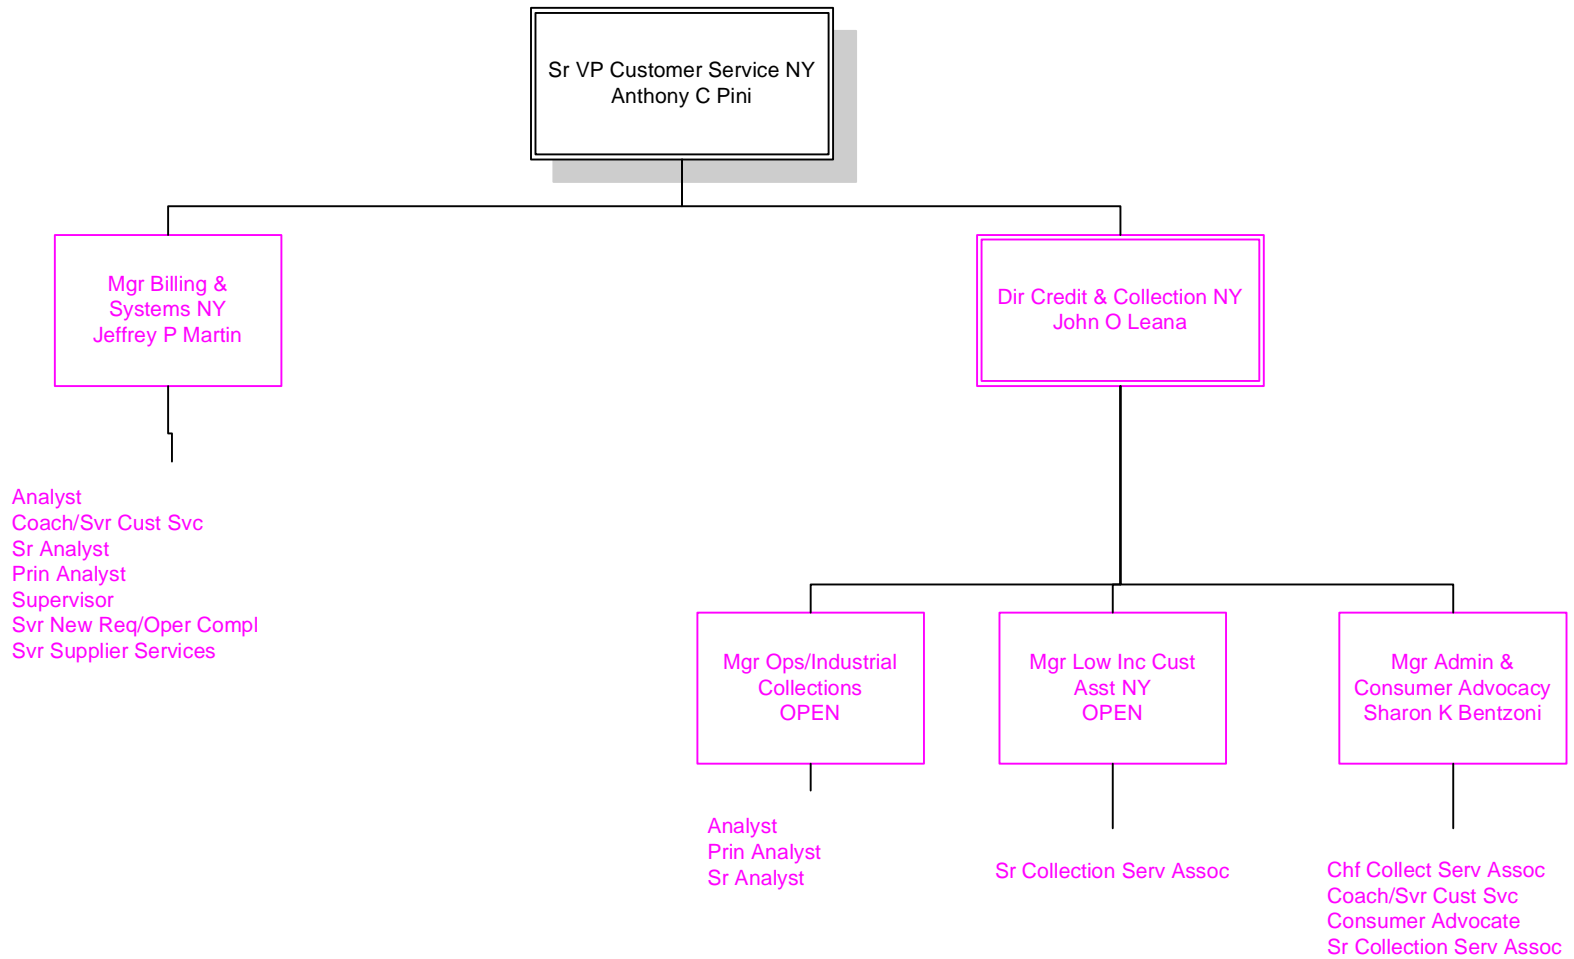 Sr VP Customer Service NY
Anthony C Pini
Mgr Billing &
Systems NY
Jeffrey P Martin
Dir Credit & Collection NY
John O Leana
Analyst
Coach/Svr Cust Svc
Sr Analyst
Prin Analyst
Supervisor
Svr New Req/Oper Compl
Svr Supplier Services
Mgr Ops/Industrial
Collections
OPEN
Mgr Low Inc Cust
Asst NY
OPEN
Mgr Admin &
Consumer Advocacy
Sharon K Bentzoni
Analyst
Prin Analyst
Sr Analyst
Sr Collection Serv Assoc
Chf Collect Serv Assoc
Coach/Svr Cust Svc
Consumer Advocate
Sr Collection Serv Assoc